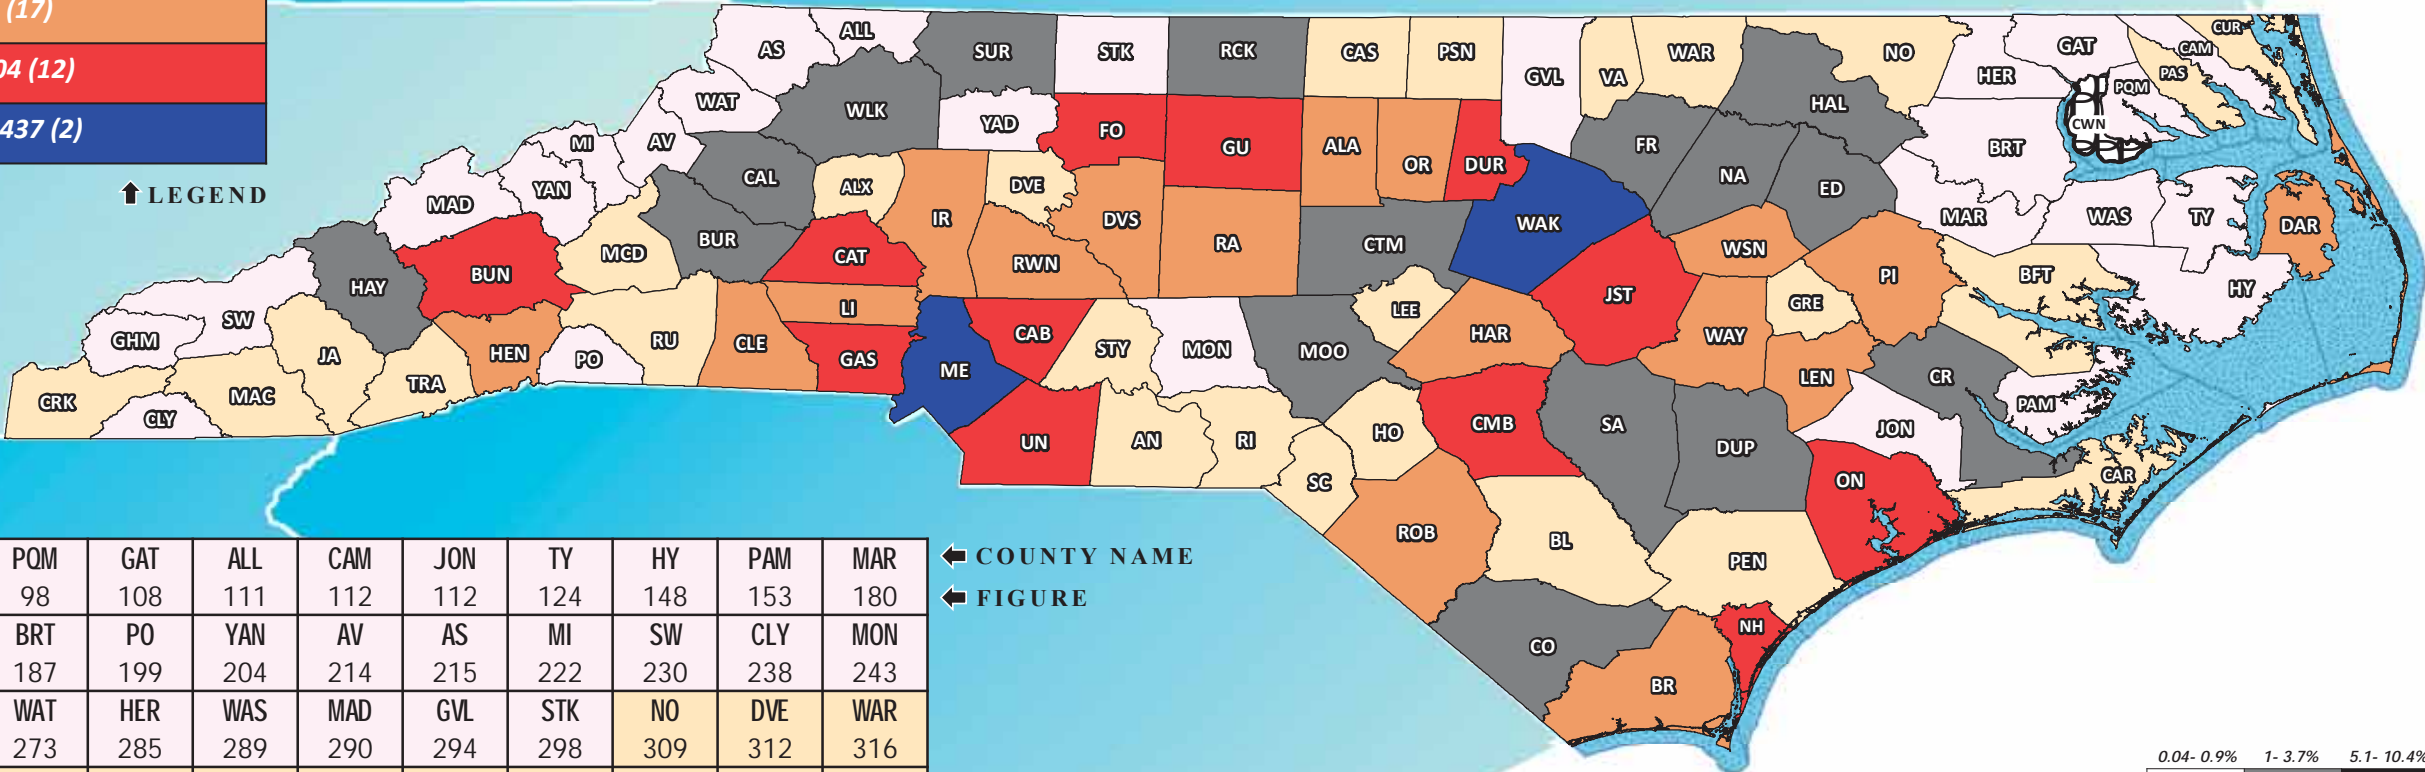 (17)
04 (12)
437 (2)
LEGEND
AS
ALL
SUR
STK
RCK
CAS
PSN
GVL
VA
WAR
NO
HER
GAT
CUR
CAM
PAS
PQM
CWN
WAT
WLK
YAD
FO
GU
ALA
OR
DUR
FR
HAL
BRT
MI
AV
CAL
ALX
IR
DVE
DVS
RA
CTM
WAK
NA
ED
MAR
WAS
TY
DAR
MAD
YAN
BUR
CAT
RWN
WSN
PI
BFT
HY
HAY
BUN
MCD
LI
LEE
HAR
JST
WAY
GRE
GHM
SW
JA
HEN
PO
RU
CLE
GAS
ME
CAB
STY
MON
MOO
LEN
CR
PAM
CRK
CLY
MAC
TRA
UN
AN
RI
SC
HO
CMB
SA
DUP
JON
ON
CAR
ROB
BL
PEN
CO
BR
NH
PQM GAT ALL CAM JON TY HY PAM MAR
98 108 111 112 112 124 148 153 180
BRT PO YAN AV AS MI SW CLY MON
187 199 204 214 215 222 230 238 243
WAT HER WAS MAD GVL STK NO DVE WAR
273 285 289 290 294 298 309 312 316
COUNTY NAME
FIGURE
0.04- 0.9% 1- 3.7% 5.1- 10.4%